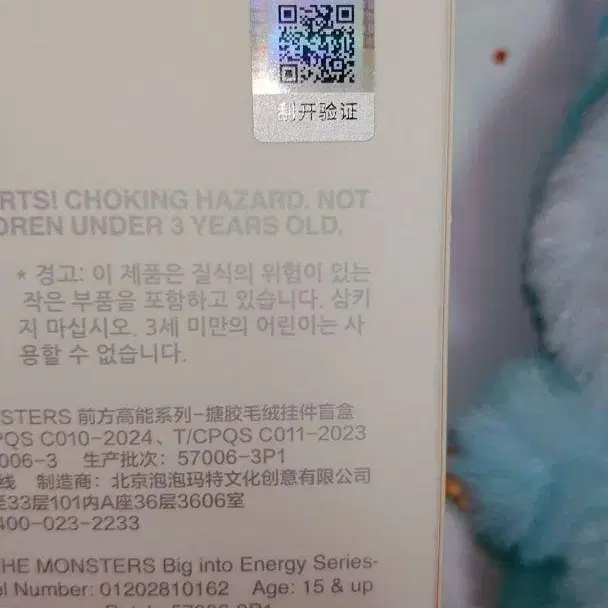 刮开验证
RTS! CHOKING HAZARD. NOT
DREN UNDER 3 YEARS OLD.
* 경고: 이 제품은 질식의 위험이 있는
작은 부품을 포함하고 있습니다. 삼키
지 마십시오. 3세 미만의 어린이는 사
용할 수 없습니다.
STERS 前方高能系列-搪胶毛绒挂件盲盒
PQS C010-2024、T/CPQS C011-2023
006-3 生产批次: 57006-3P1
线 制造商: 北京泡泡玛特文化创意有限公司
至33层101内A座36层3606室
400-023-2233
HE MONSTERS Big into Energy Series-
el Number: 01202810162 Age: 15 & up
57006-3P1